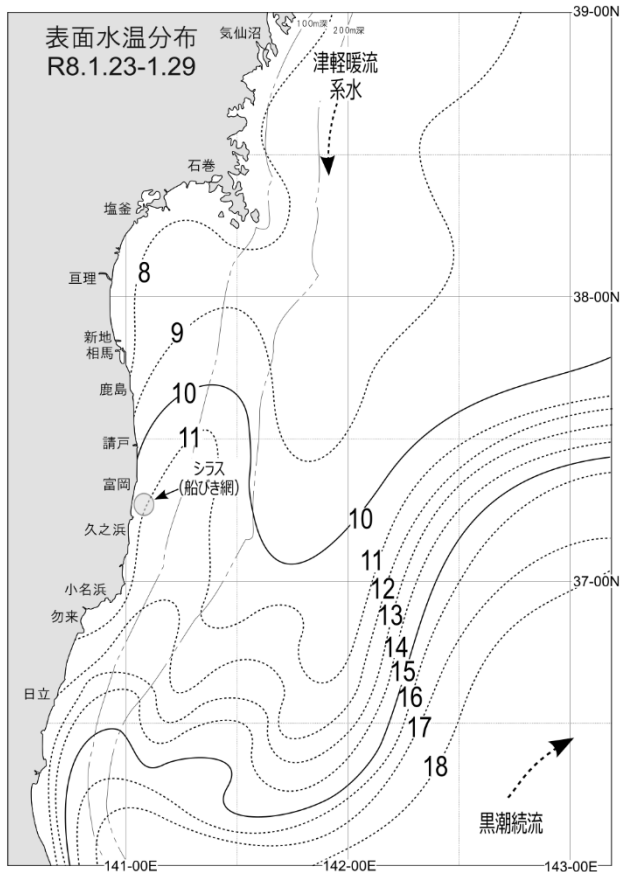 表面水温分布
R8.1.23-1.29
気仙沼
100m深
200m深
39-00N
津軽暖流
系水
石巻
塩釜
亘理
8
38-00N
新地
相馬
9
鹿島
10
請戸
11
シラス
(船びき網)
富岡
久之浜
10
11
小名浜
12
37-00N
勿来
13
14
15
日立
16
17
18
黒潮続流
141-00E
142-00E
143-00E